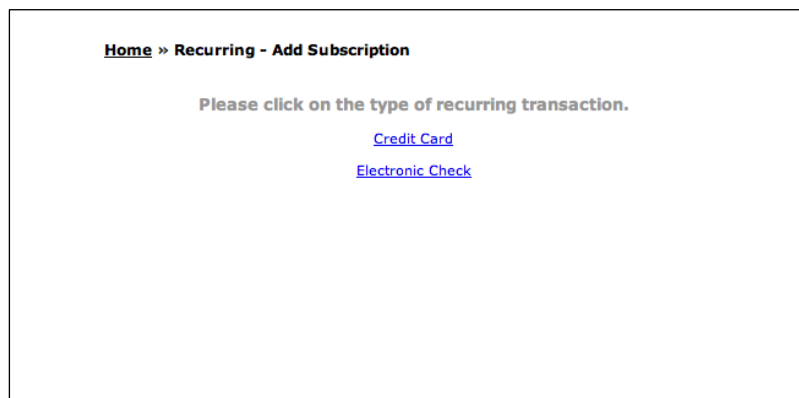 Home » Recurring - Add Subscription
Please click on the type of recurring transaction.
Credit Card
Electronic Check